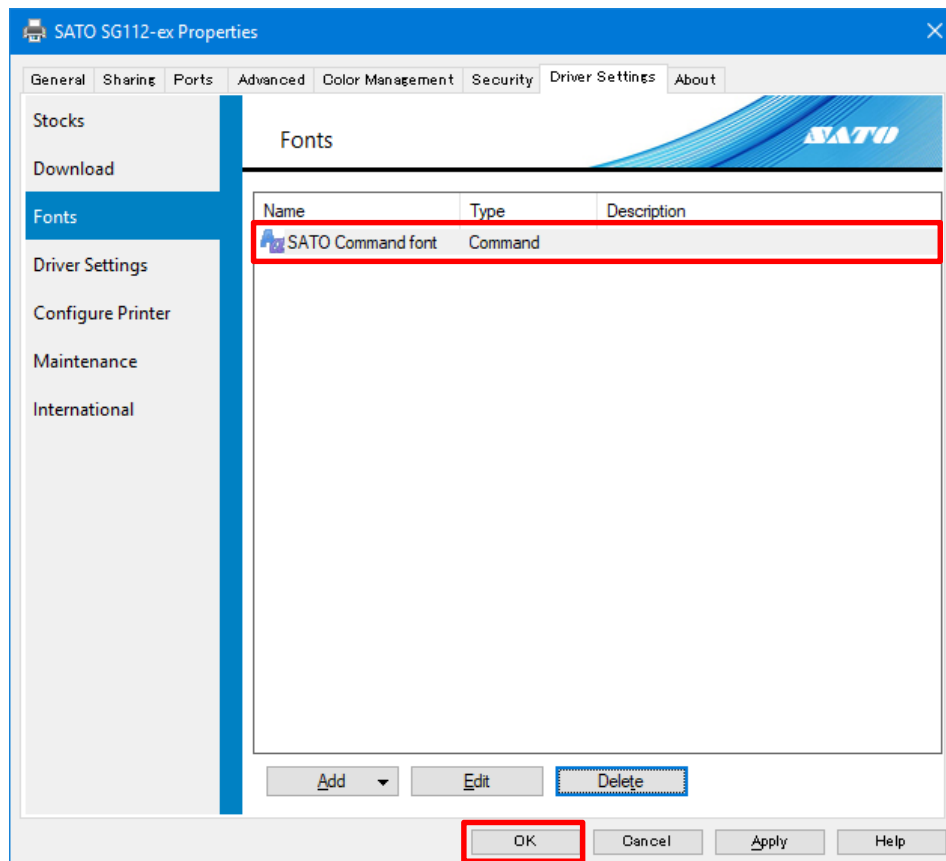 SATO SG112-ex Properties
General Sharing Ports Advanced Color Management Security Driver Settings About
Stocks
Download
Fonts
Driver Settings
Configure Printer
Maintenance
International
Fonts
SATO
Name Type Description
SATO Command font Command
Add Edit Delete
OK Cancel Apply Help